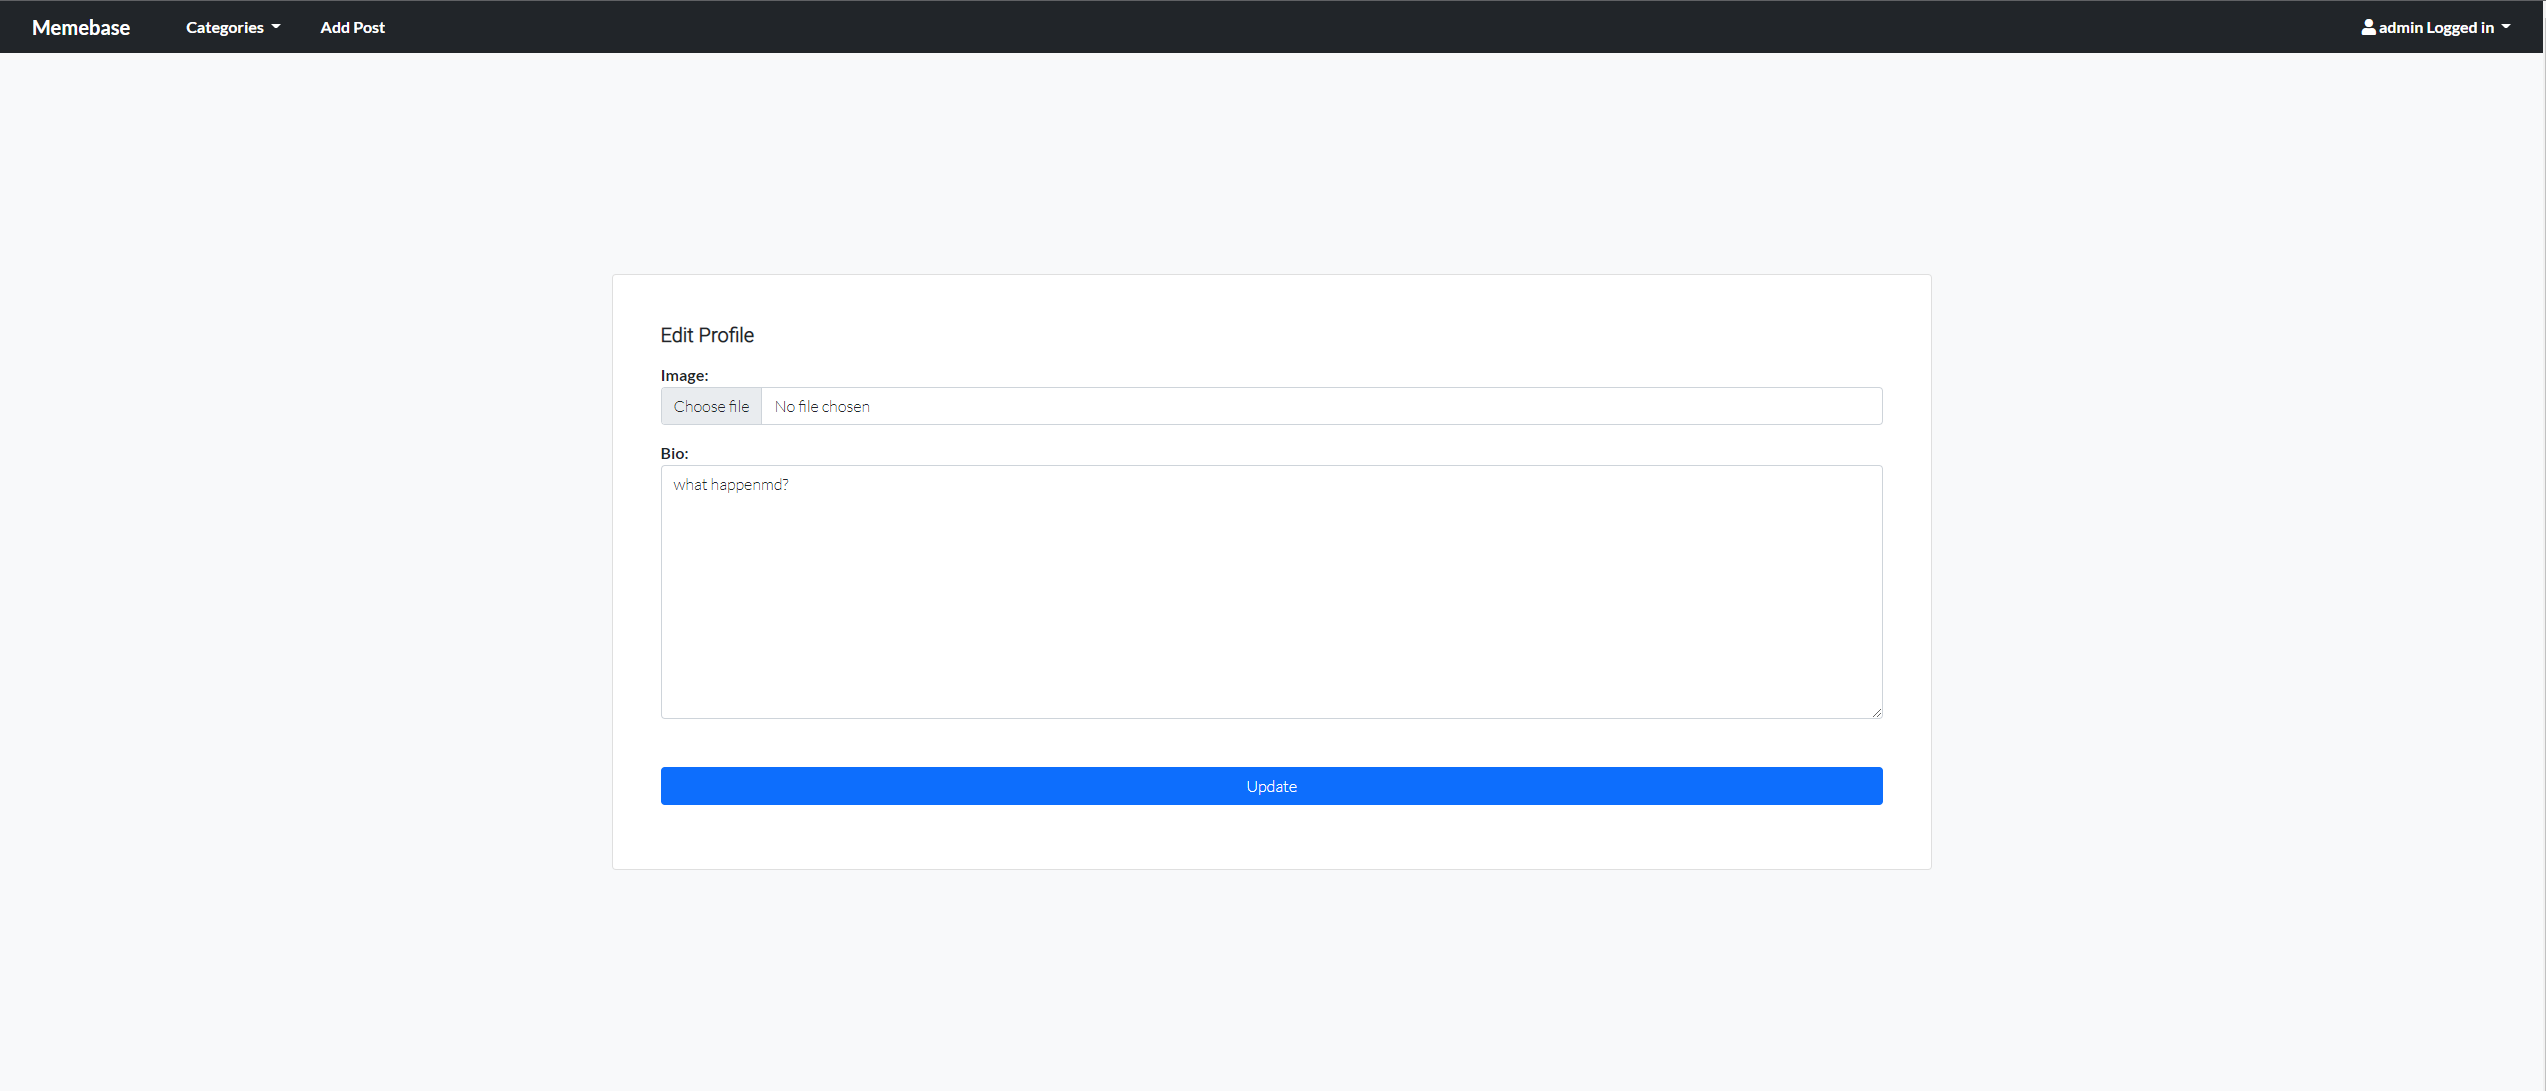 Memebase Categories Add Post admin Logged in
Edit Profile
Image:
Choose file No file chosen
Bio:
what happenmd?
Update